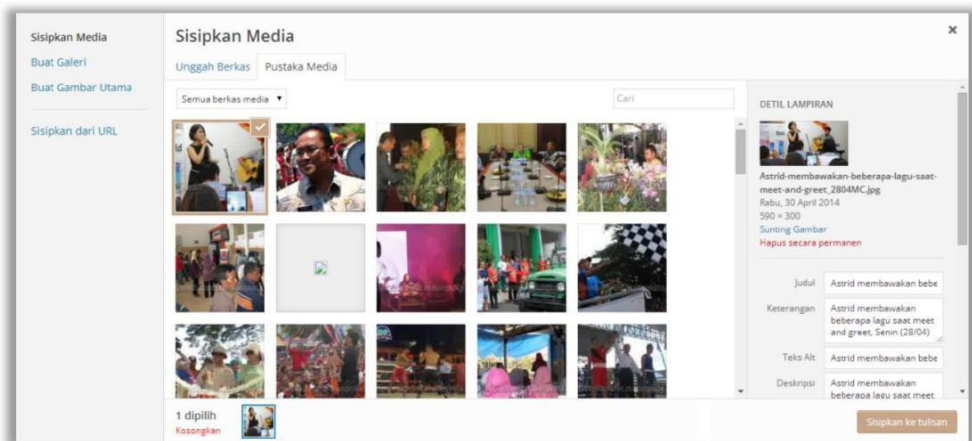 Sisipkan Media
Buat Galeri
Buat Gambar Utama
Sisipkan dari URL
Sisipkan Media
Unggah Berkas
Pustaka Media
Semua berkas media
Cari
DETIL LAMPIRAN
Astrid-membawakan-beberapa-lagu-saat-
meet-and-greet_2804MC.jpg
Rabu, 30 April 2014
590 × 300
Sunting Gambar
Hapus secara permanen
Judul
Astrid membawakan bebe
Keterangan
Astrid membawakan
beberapa lagu saat meet
and greet, Senin (28/04)
Teks Alt
Astrid membawakan bebe
Deskripsi
Astrid membawakan
beberapa lagu saat meet
1 dipilih
Kosongkan
Sisipkan ke tulisan